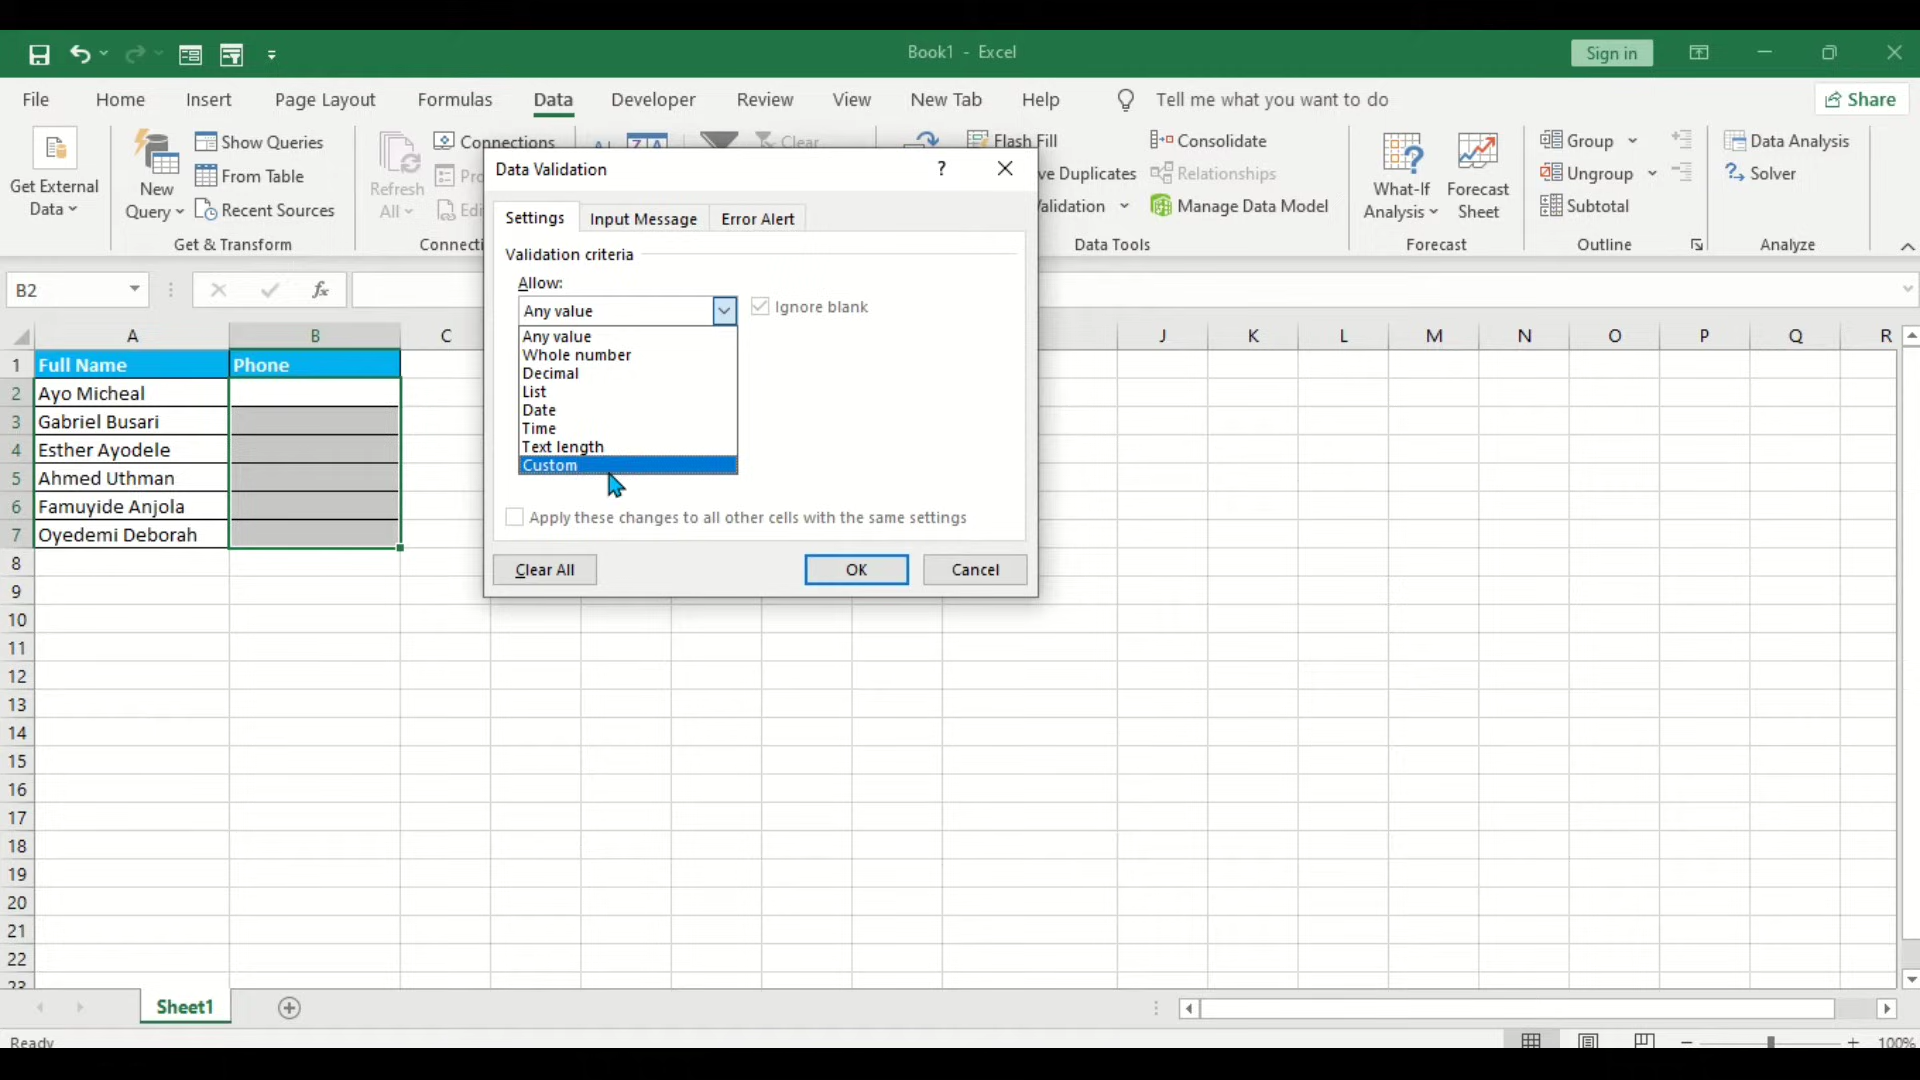 Book1 - Excel
Sign in
File Home Insert Page Layout Formulas Data Developer Review View New Tab Help Tell me what you want to do Share
Get External Data
New Query
Show Queries
From Table
Recent Sources
Get & Transform
Refresh All
Connections
Clear
Flash Fill
Consolidate
Relationships
Manage Data Model
Data Tools
What-If Analysis
Forecast Sheet
Forecast
Group
Ungroup
Subtotal
Outline
Data Analysis
Solver
Analyze
Data Validation ?
Settings Input Message Error Alert
Validation criteria
Allow:
Any value
Ignore blank
Any value
Whole number
Decimal
List
Date
Time
Text length
Custom
Apply these changes to all other cells with the same settings
Clear All OK Cancel
B2 fx
A B C J K L M N O P Q R
1 Full Name Phone
2 Ayo Micheal
3 Gabriel Busari
4 Esther Ayodele
5 Ahmed Uthman
6 Famuyide Anjola
7 Oyedemi Deborah
8
9
10
11
12
13
14
15
16
17
18
19
20
21
22
23
Sheet1
Ready
100%